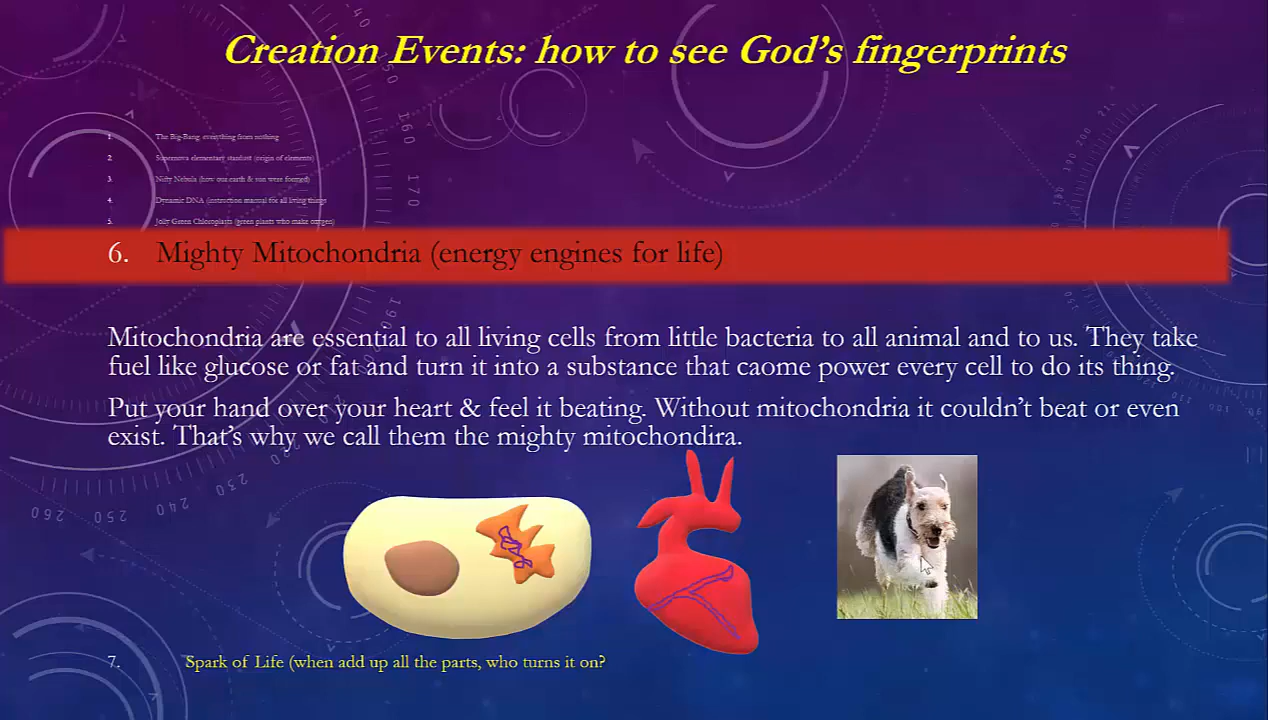 Creation Events: how to see God's fingerprints
1. The Big-Bang everything from nothing
2. Supernova elementary stardust (origin of elements)
3. Nifty Nebula (how our earth & sun were formed)
4. Dynamic DNA (instruction manual for all living things
5. Jolly Green Chloroplasts (green plants who make oxygen)
6. Mighty Mitochondria (energy engines for life)
Mitochondria are essential to all living cells from little bacteria to all animal and to us. They take
fuel like glucose or fat and turn it into a substance that caome power every cell to do its thing.
Put your hand over your heart & feel it beating. Without mitochondria it couldn't beat or even
exist. That's why we call them the mighty mitochondira.
7. Spark of Life (when add up all the parts, who turns it on?